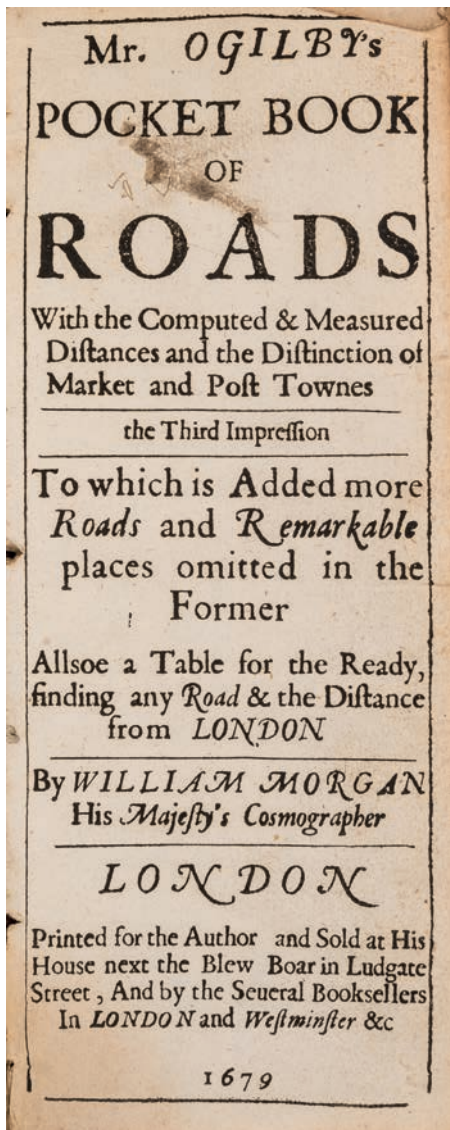 Mr. OGILBY's
POCKET BOOK
OF
ROADS
With the Computed & Measured
Diſtances and the Diſtinction of
Market and Poſt Townes
the Third Impreſſion
To which is Added more
Roads and Remarkable
places omitted in the
Former
Allsoe a Table for the Ready,
finding any Road & the Diſtance
from LONDON
By WILLIAM MORGAN
His Majeſty's Cosmographer
LONDON
Printed for the Author and Sold at His
House next the Blew Boar in Ludgate
Street, And by the Seueral Booksellers
In LONDON and Weſtminſter &c
1679